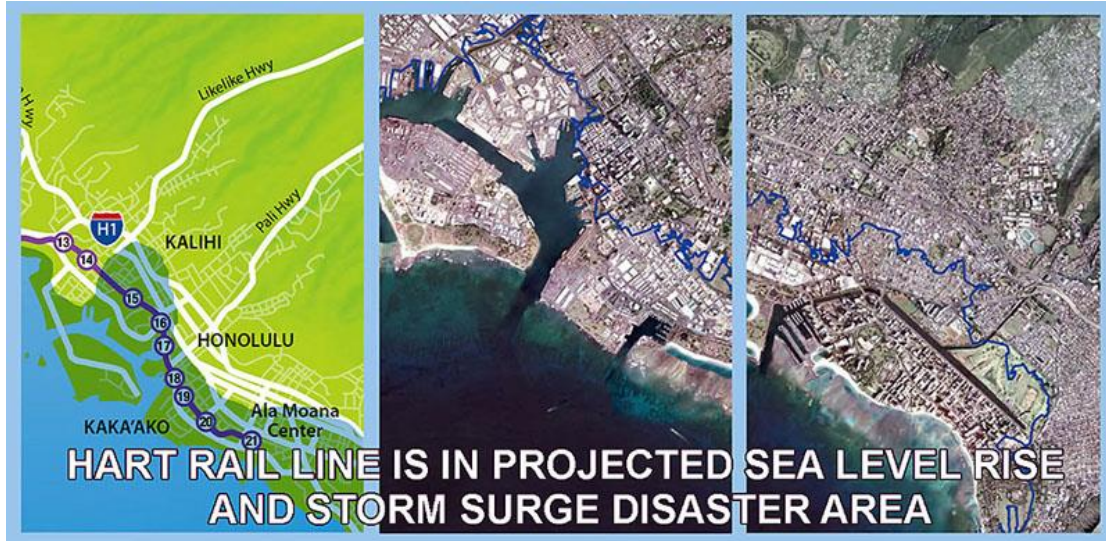 Likelike Hwy
Hwy
Pali Hwy
H1
13
14
KALIHI
15
16
HONOLULU
17
18
19
20
Ala Moana
Center
KAKA'AKO
21
HART RAIL LINE IS IN PROJECTED SEA LEVEL RISE
AND STORM SURGE DISASTER AREA